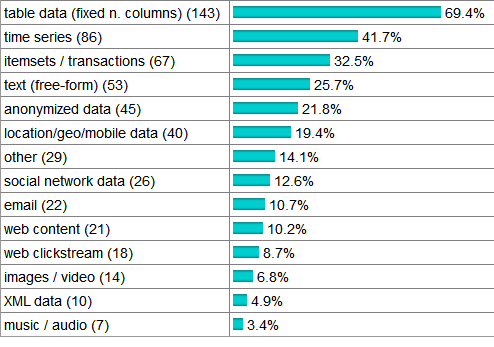 table data (fixed n. columns) (143) 69.4%
time series (86) 41.7%
itemsets / transactions (67) 32.5%
text (free-form) (53) 25.7%
anonymized data (45) 21.8%
location/geo/mobile data (40) 19.4%
other (29) 14.1%
social network data (26) 12.6%
email (22) 10.7%
web content (21) 10.2%
web clickstream (18) 8.7%
images / video (14) 6.8%
XML data (10) 4.9%
music / audio (7) 3.4%